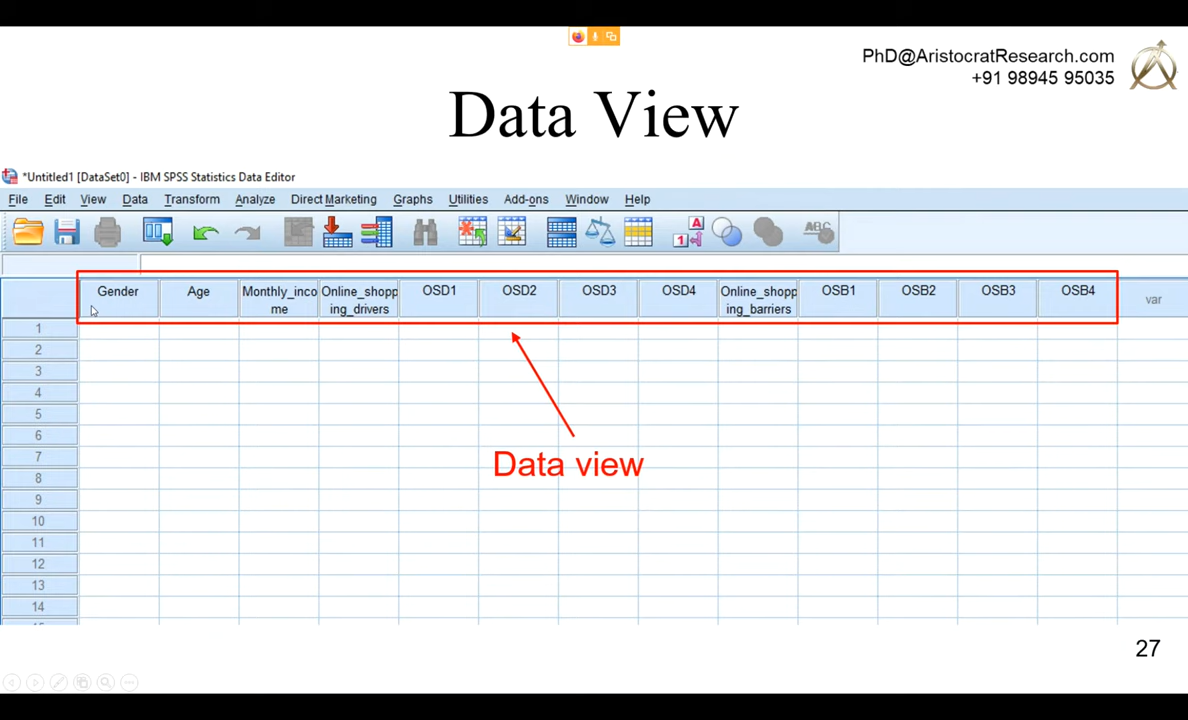 PhD@AristocratResearch.com
+91 98945 95035
Data View
*Untitled1 [DataSet0] - IBM SPSS Statistics Data Editor
File Edit View Data Transform Analyze Direct Marketing Graphs Utilities Add-ons Window Help
A
1
ABC
Gender Age Monthly_inco Online_shopp OSD1 OSD2 OSD3 OSD4 Online_shopp OSB1 OSB2 OSB3 OSB4 var
me ing_drivers ing_barriers
1
2
3
4
5
6
7
Data view
8
9
10
11
12
13
14
27